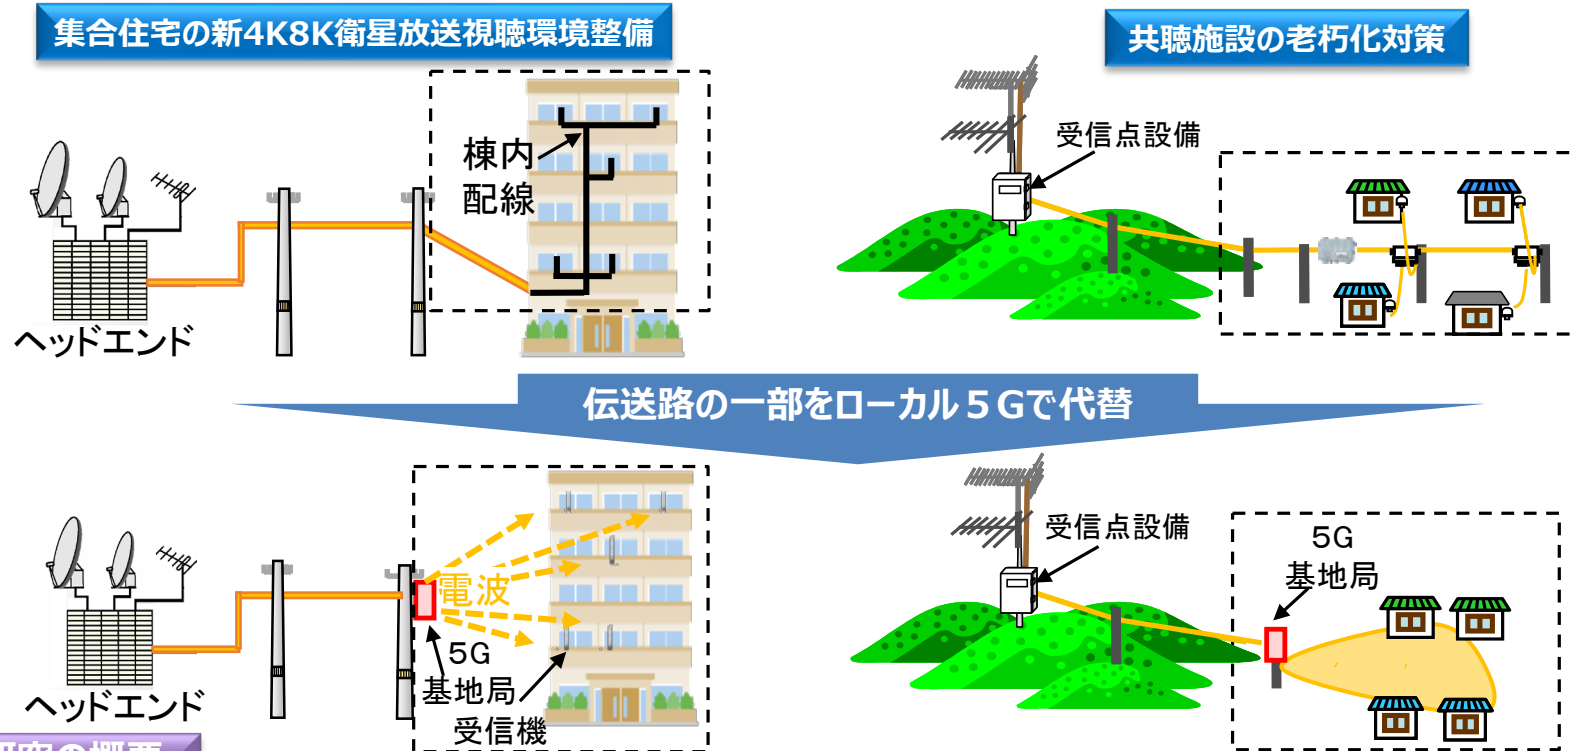 集合住宅の新4K8K衛星放送視聴環境整備
棟内
配線
ヘッドエンド
共聴施設の老朽化対策
受信点設備
伝送路の一部をローカル５Gで代替
電波
5G
基地局
受信機
ヘッドエンド
受信点設備
5G
基地局
の概要